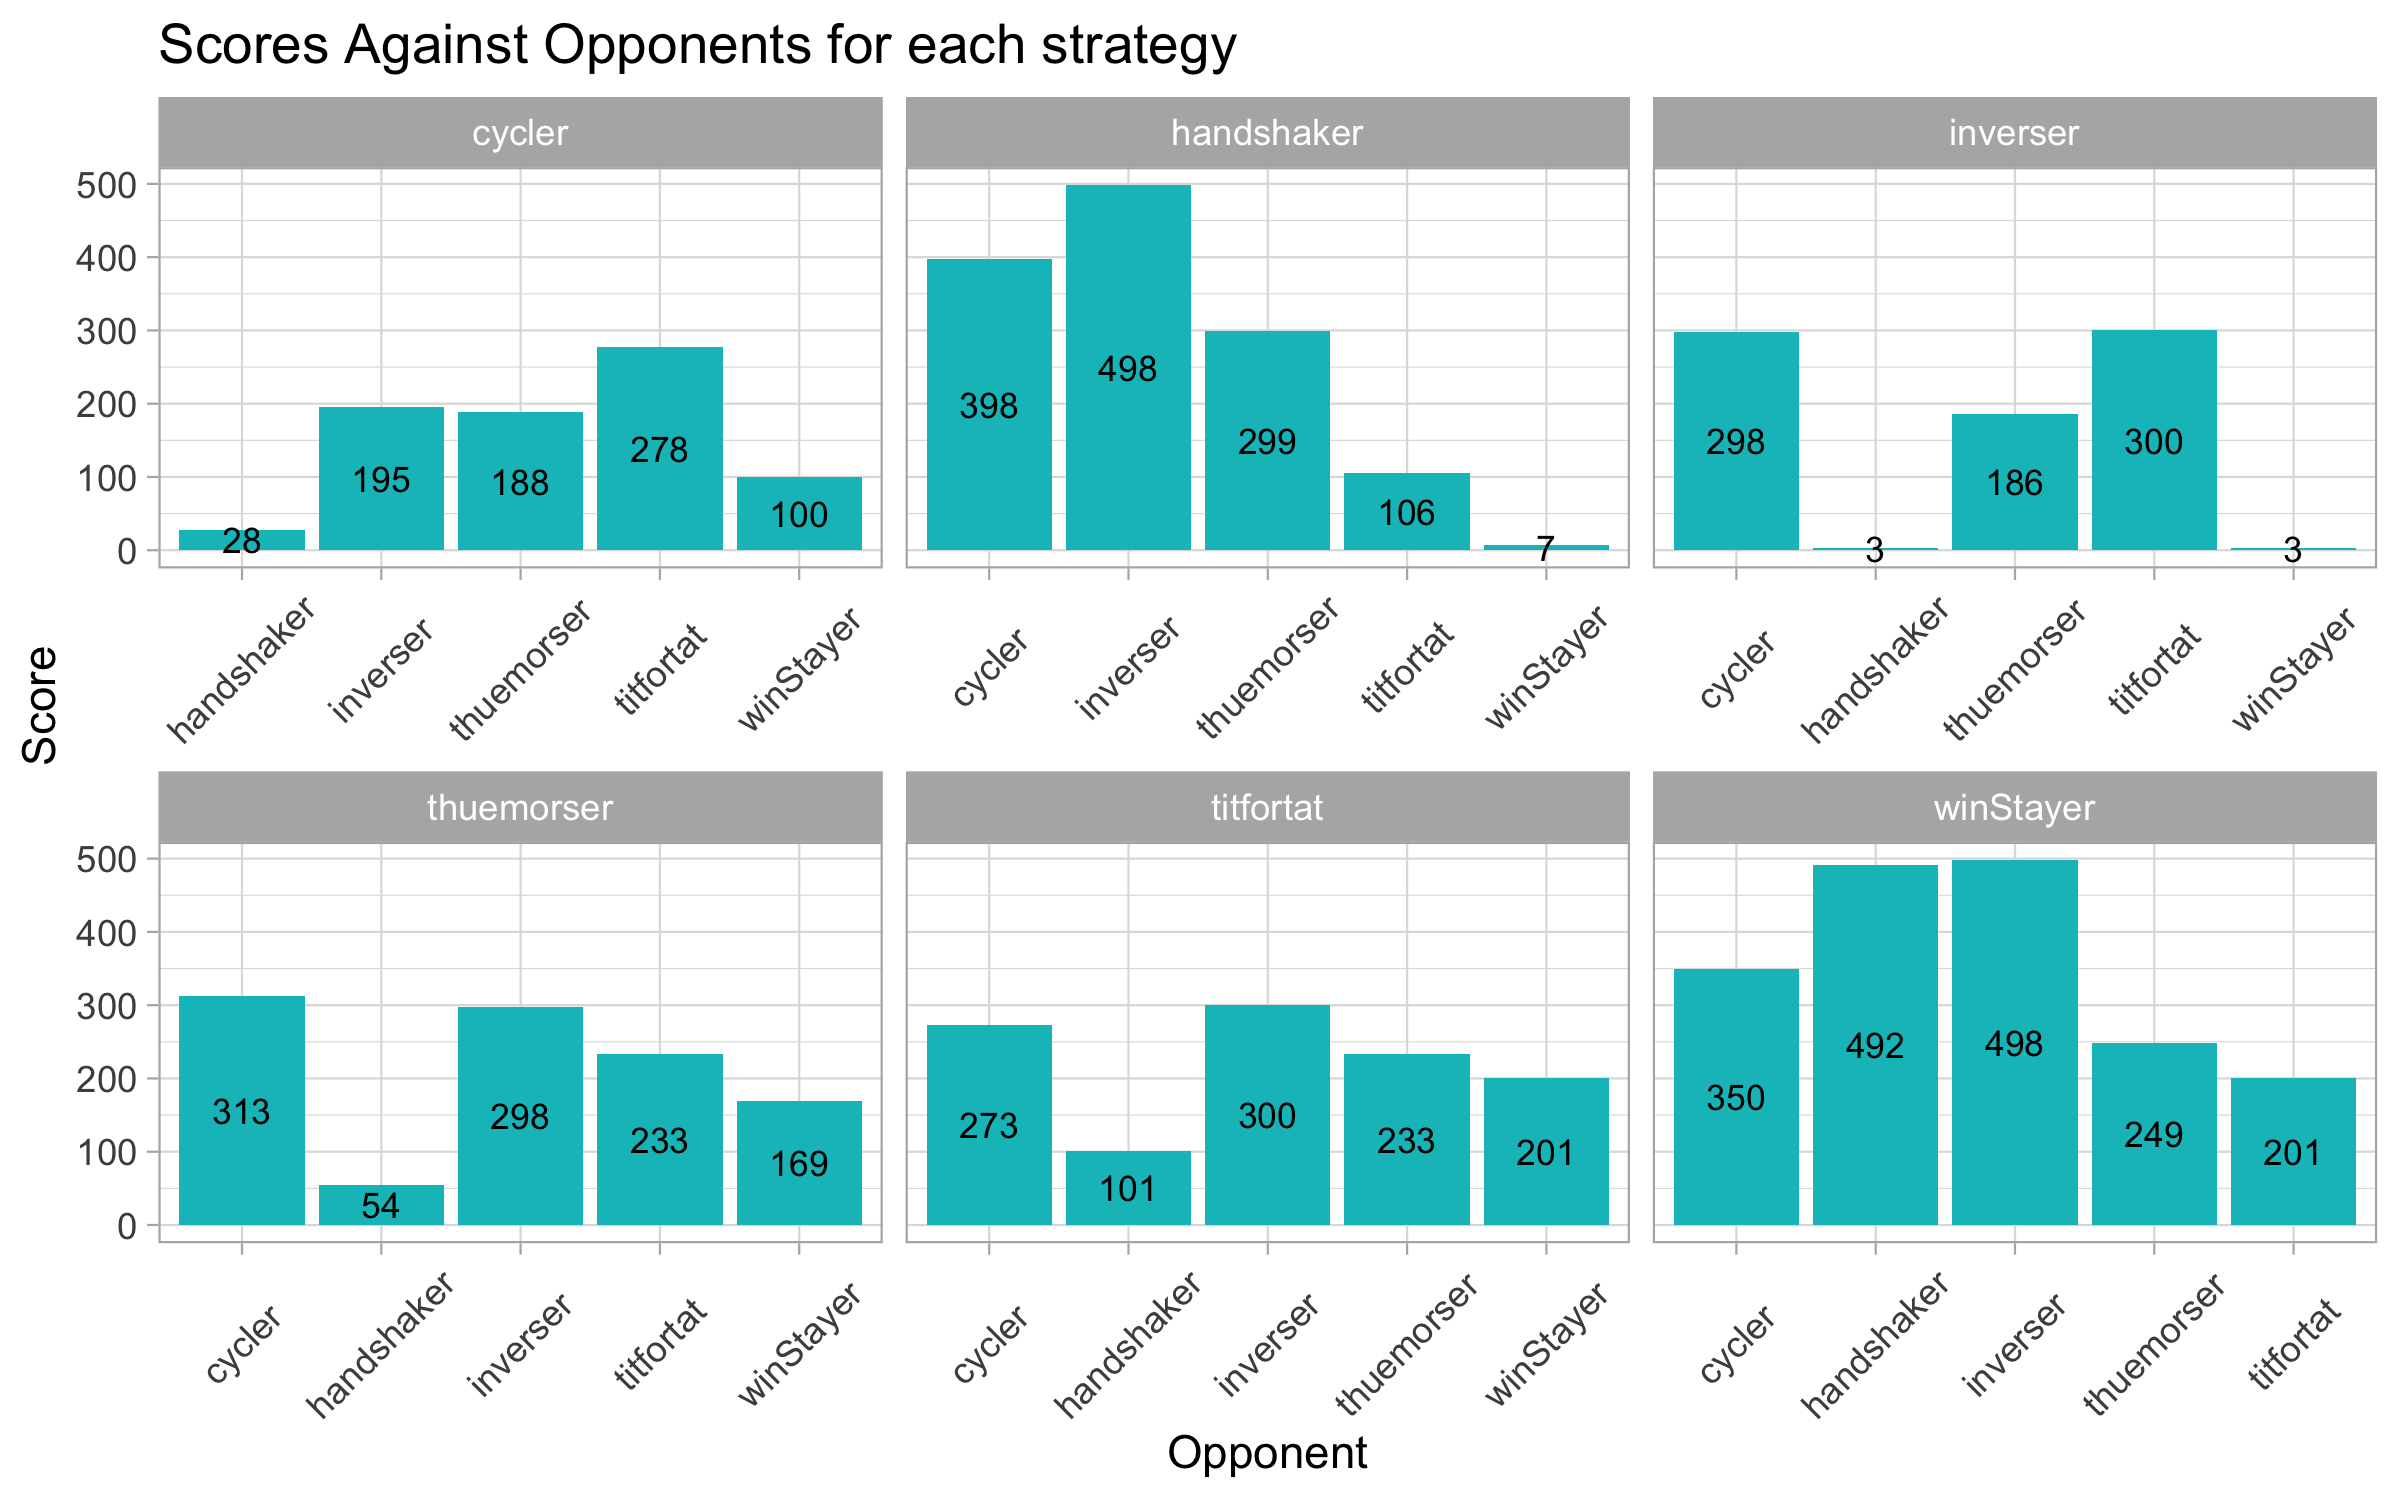 Scores Against Opponents for each strategy
cycler
handshaker
inverser
500
400
300
200
100
0
28
195
188
278
100
398
498
299
106
7
298
3
186
300
3
handshaker
inverser
thuemorser
titfortat
winStayer
cycler
inverser
thuemorser
titfortat
winStayer
cycler
handshaker
thuemorser
titfortat
winStayer
Score
thuemorser
titfortat
winStayer
500
400
300
200
100
0
313
54
298
233
169
273
101
300
233
201
350
492
498
249
201
cycler
handshaker
inverser
titfortat
winStayer
cycler
handshaker
inverser
thuemorser
winStayer
cycler
handshaker
inverser
thuemorser
titfortat
Opponent